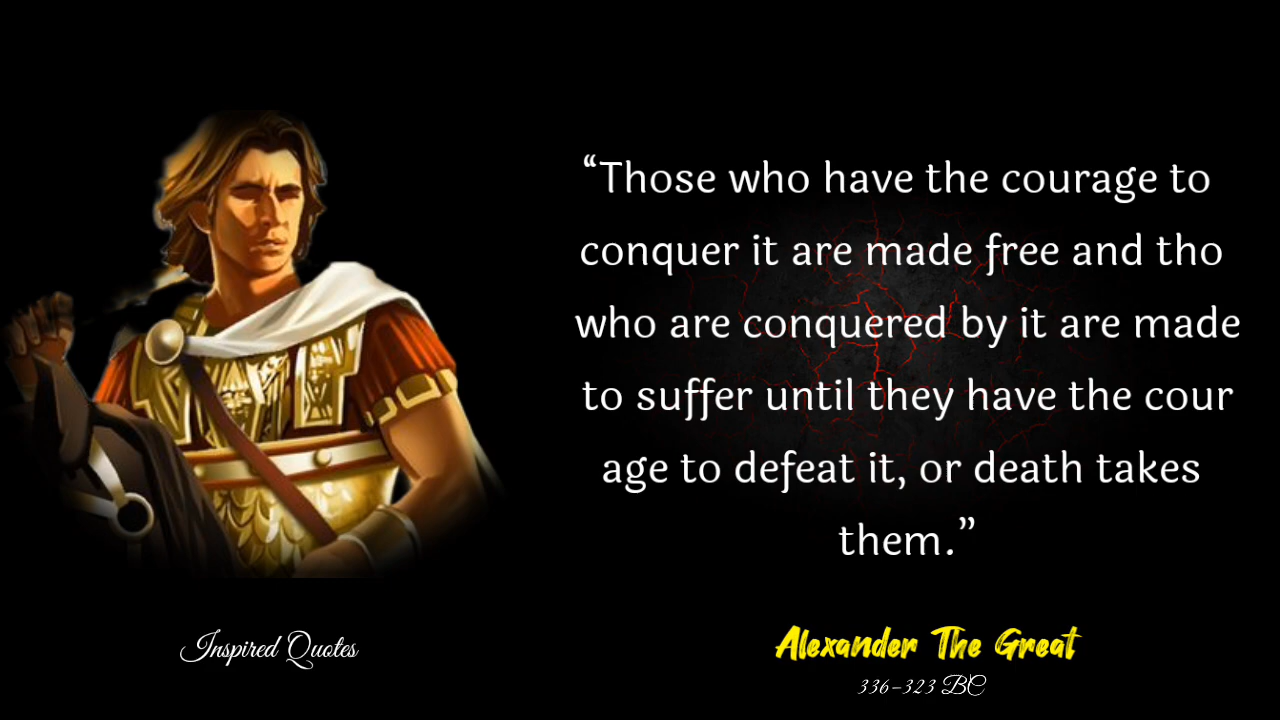 “Those who have the courage to
conquer it are made free and tho
who are conquered by it are made
to suffer until they have the cour
age to defeat it, or death takes
them.”
Inspired Quotes
Alexander The Great
336–323 BC